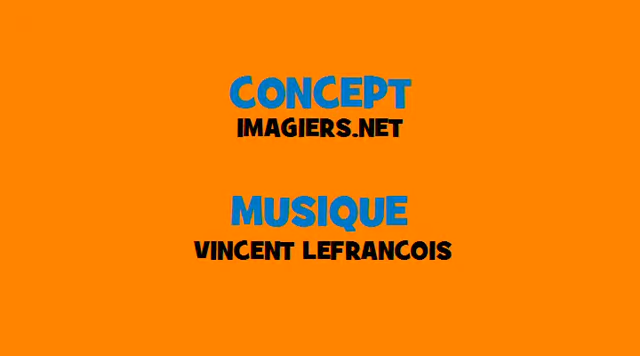 CONCEPT
IMAGIERS.NET
MUSIQUE
VINCENT LEFRANCOIS